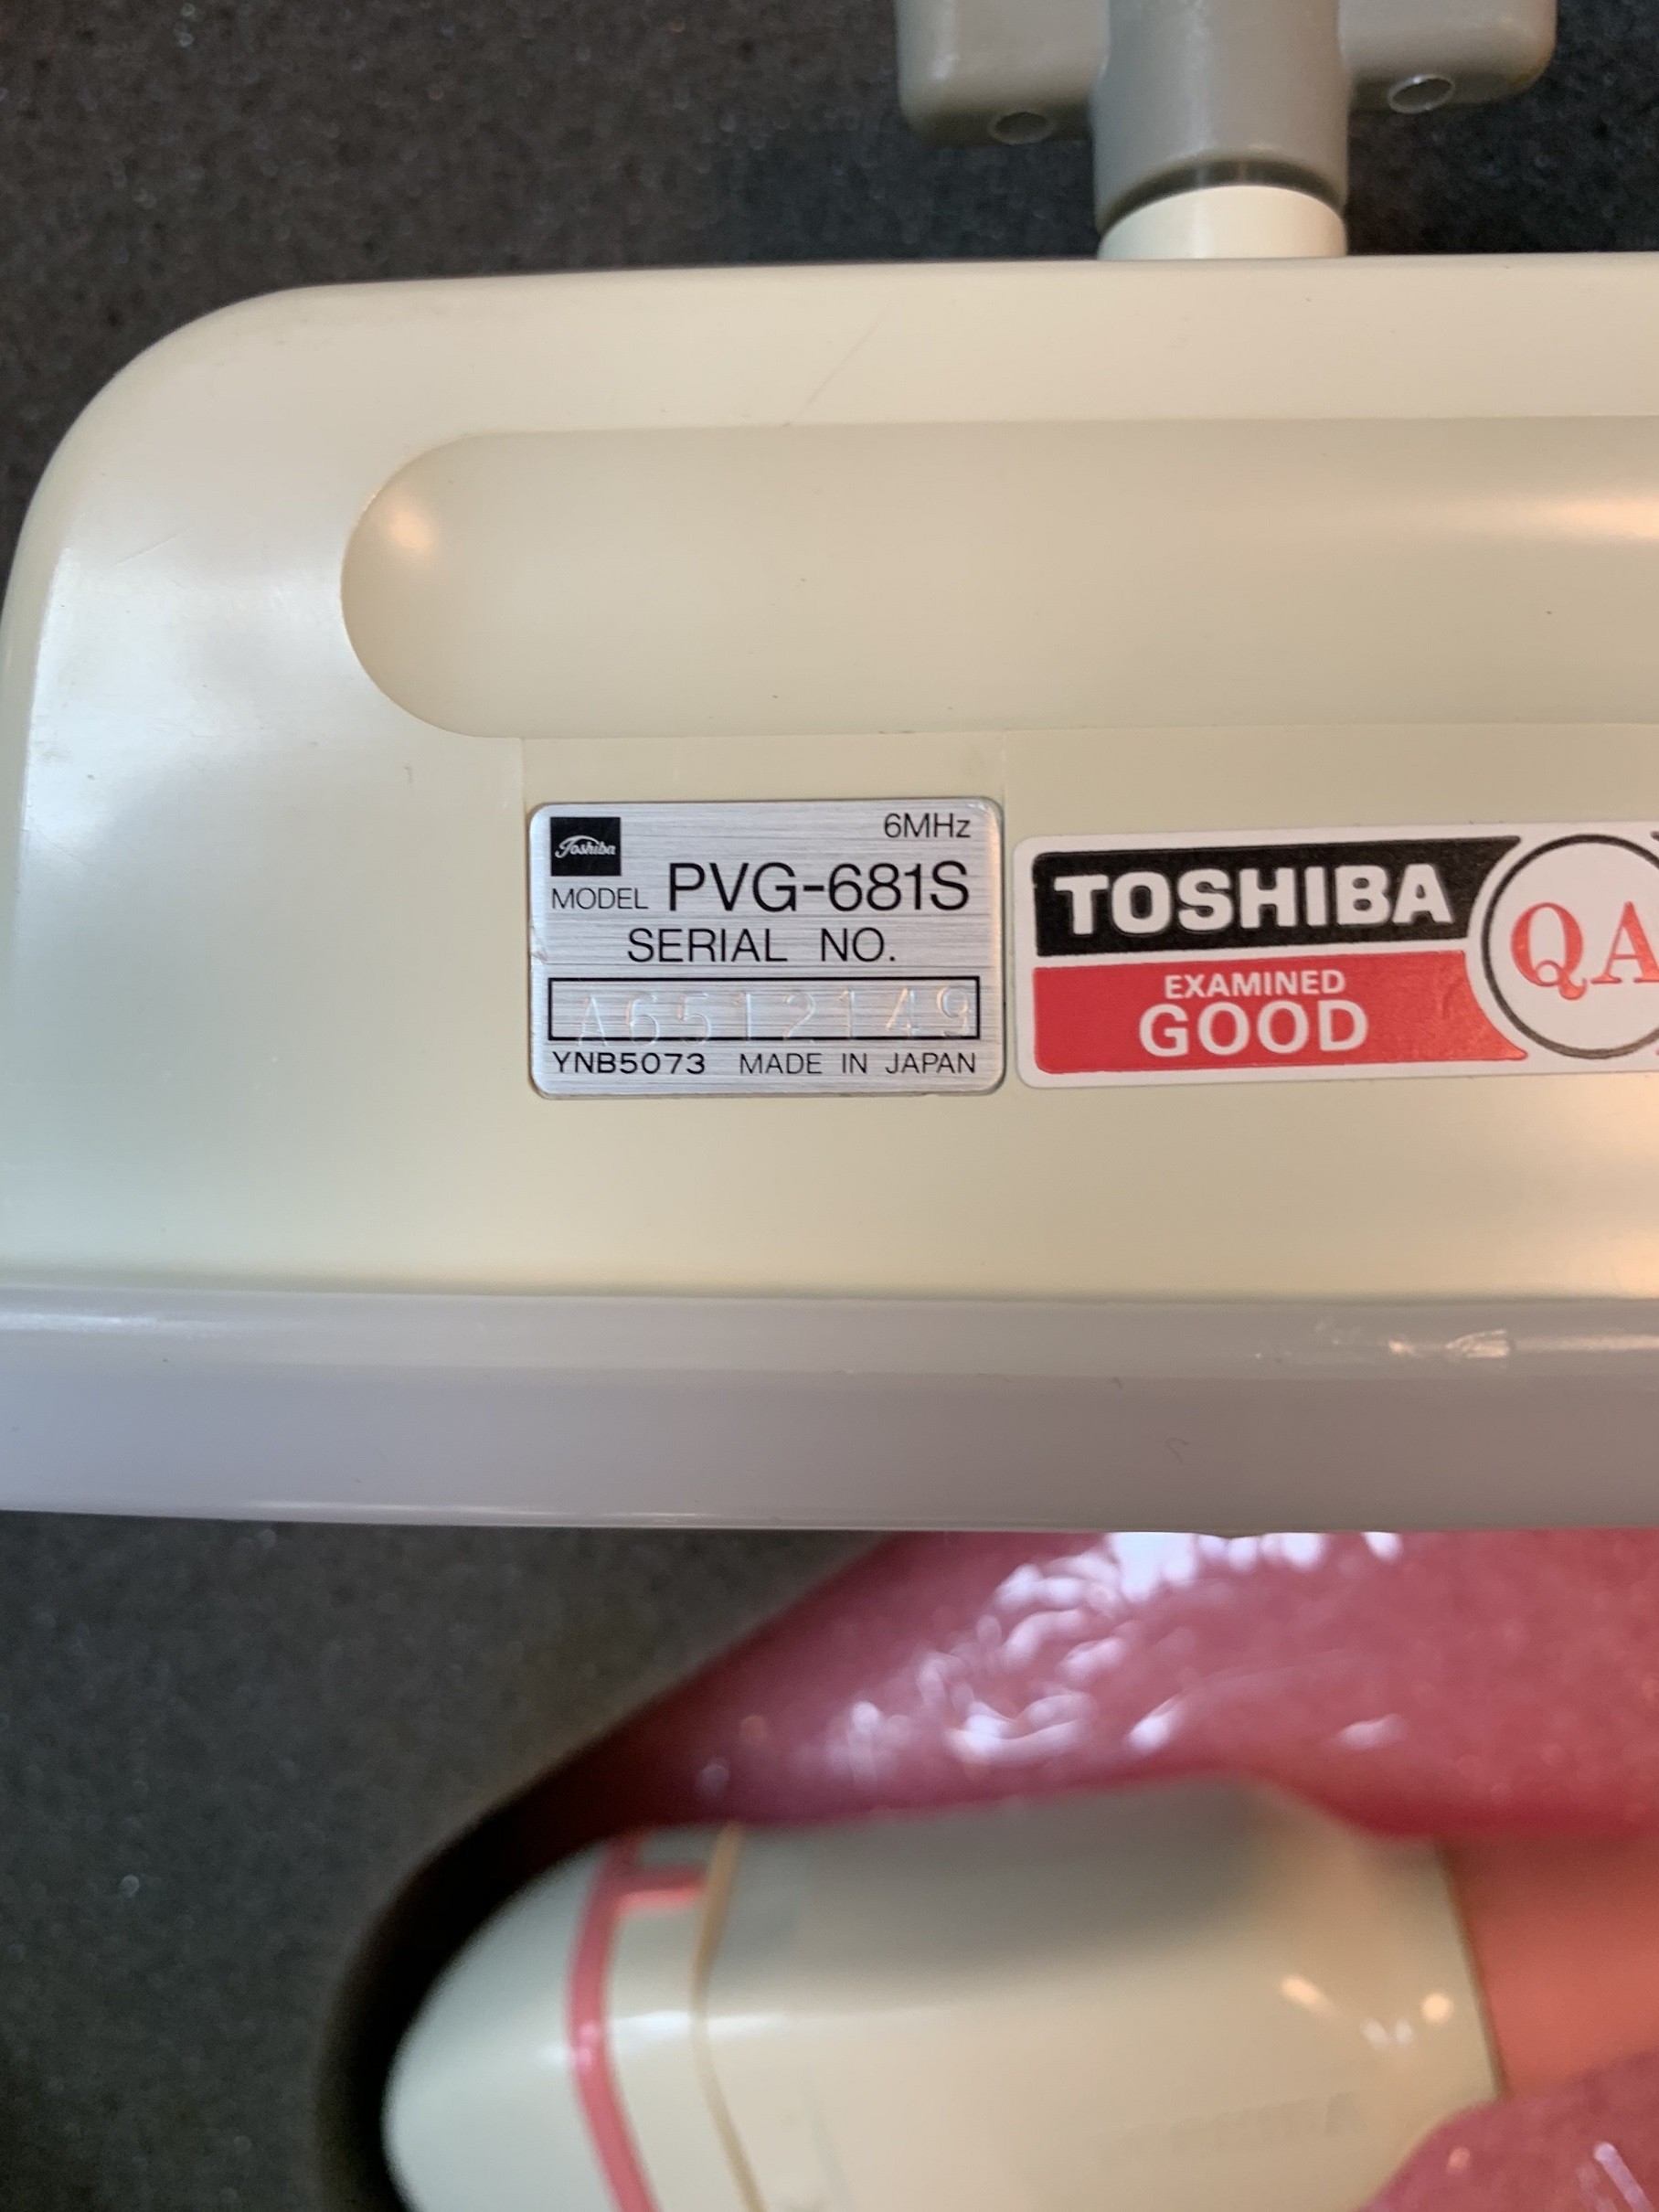 6MHz
Toshiba
MODEL PVG-681S
SERIAL NO.
A6512149
YNB5073 MADE IN JAPAN
TOSHIBA
EXAMINED
GOOD
QA